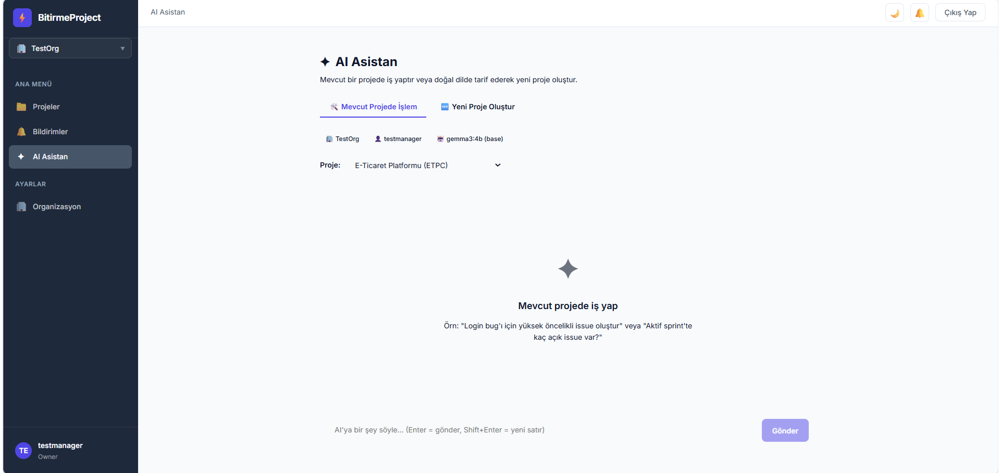 BitirmeProject
TestOrg
ANA MENÜ
Projeler
Bildirimler
AI Asistan
AYARLAR
Organizasyon
TE
testmanager
Owner
AI Asistan
Çıkış Yap
AI Asistan
Mevcut bir projede iş yaptır veya doğal dilde tarif ederek yeni proje oluştur.
Mevcut Projede İşlem
NEW Yeni Proje Oluştur
TestOrg testmanager gemma3:4b (base)
Proje: E-Ticaret Platformu (ETPC)
Mevcut projede iş yap
Örn: "Login bug'ı için yüksek öncelikli issue oluştur" veya "Aktif sprint'te
kaç açık issue var?"
AI'ya bir şey söyle... (Enter = gönder, Shift+Enter = yeni satır)
Gönder